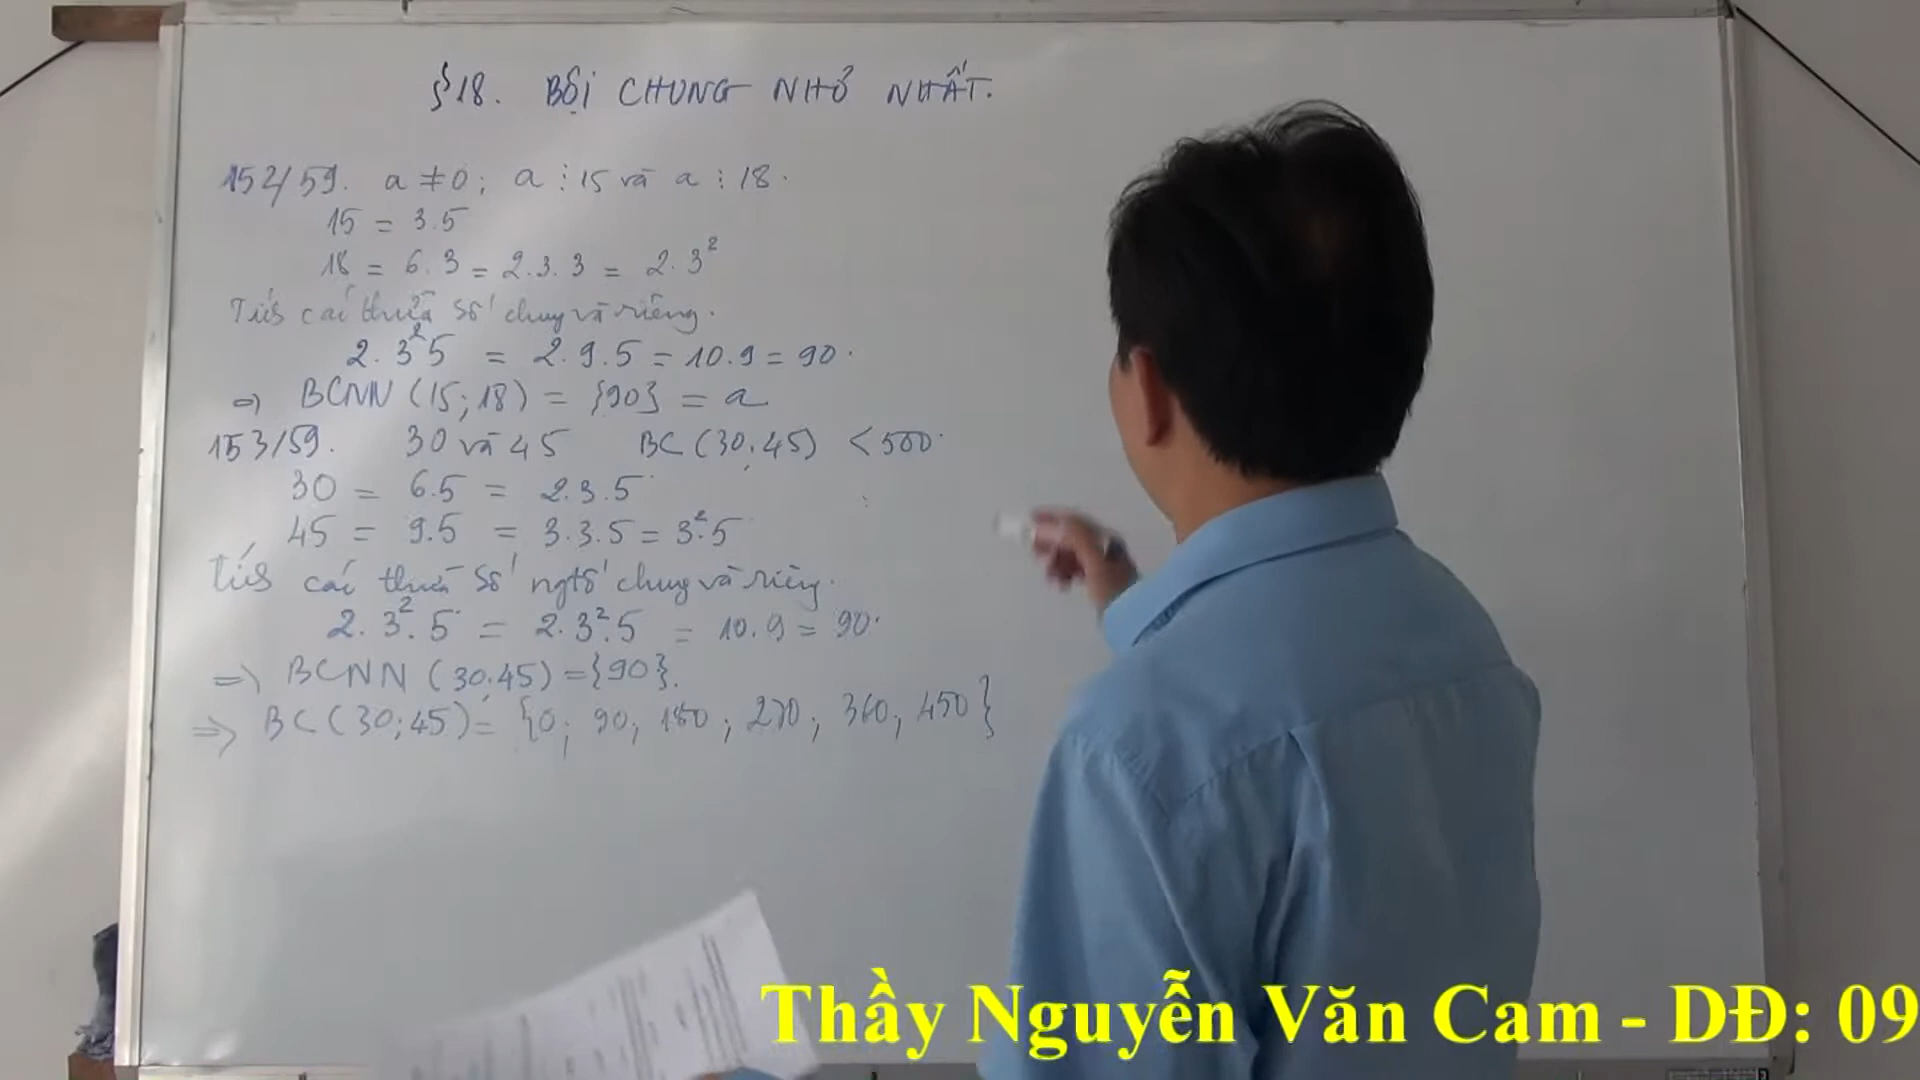 §18. BỘI CHUNG NHỎ NHẤT.
152/59. a ≠ 0; a ⋮ 15 và a ⋮ 18.
15 = 3.5
18 = 6.3 = 2.3.3 = 2.3²
Tích các thừa số chung và riêng.
2.3²5 = 2.9.5 = 10.9 = 90.
⇒ BCNN (15; 18) = {90} = a
153/59. 30 và 45 BC (30; 45) < 500.
30 = 6.5 = 2.3.5
45 = 9.5 = 3.3.5 = 3².5
Tích các thừa số ngtố chung và riêng.
2.3².5 = 2.3².5 = 10.9 = 90.
⇒ BCNN (30; 45) = {90}.
⇒ BC (30; 45) = {0; 90; 180; 270; 360; 450}
Thầy Nguyễn Văn Cam - DĐ: 09